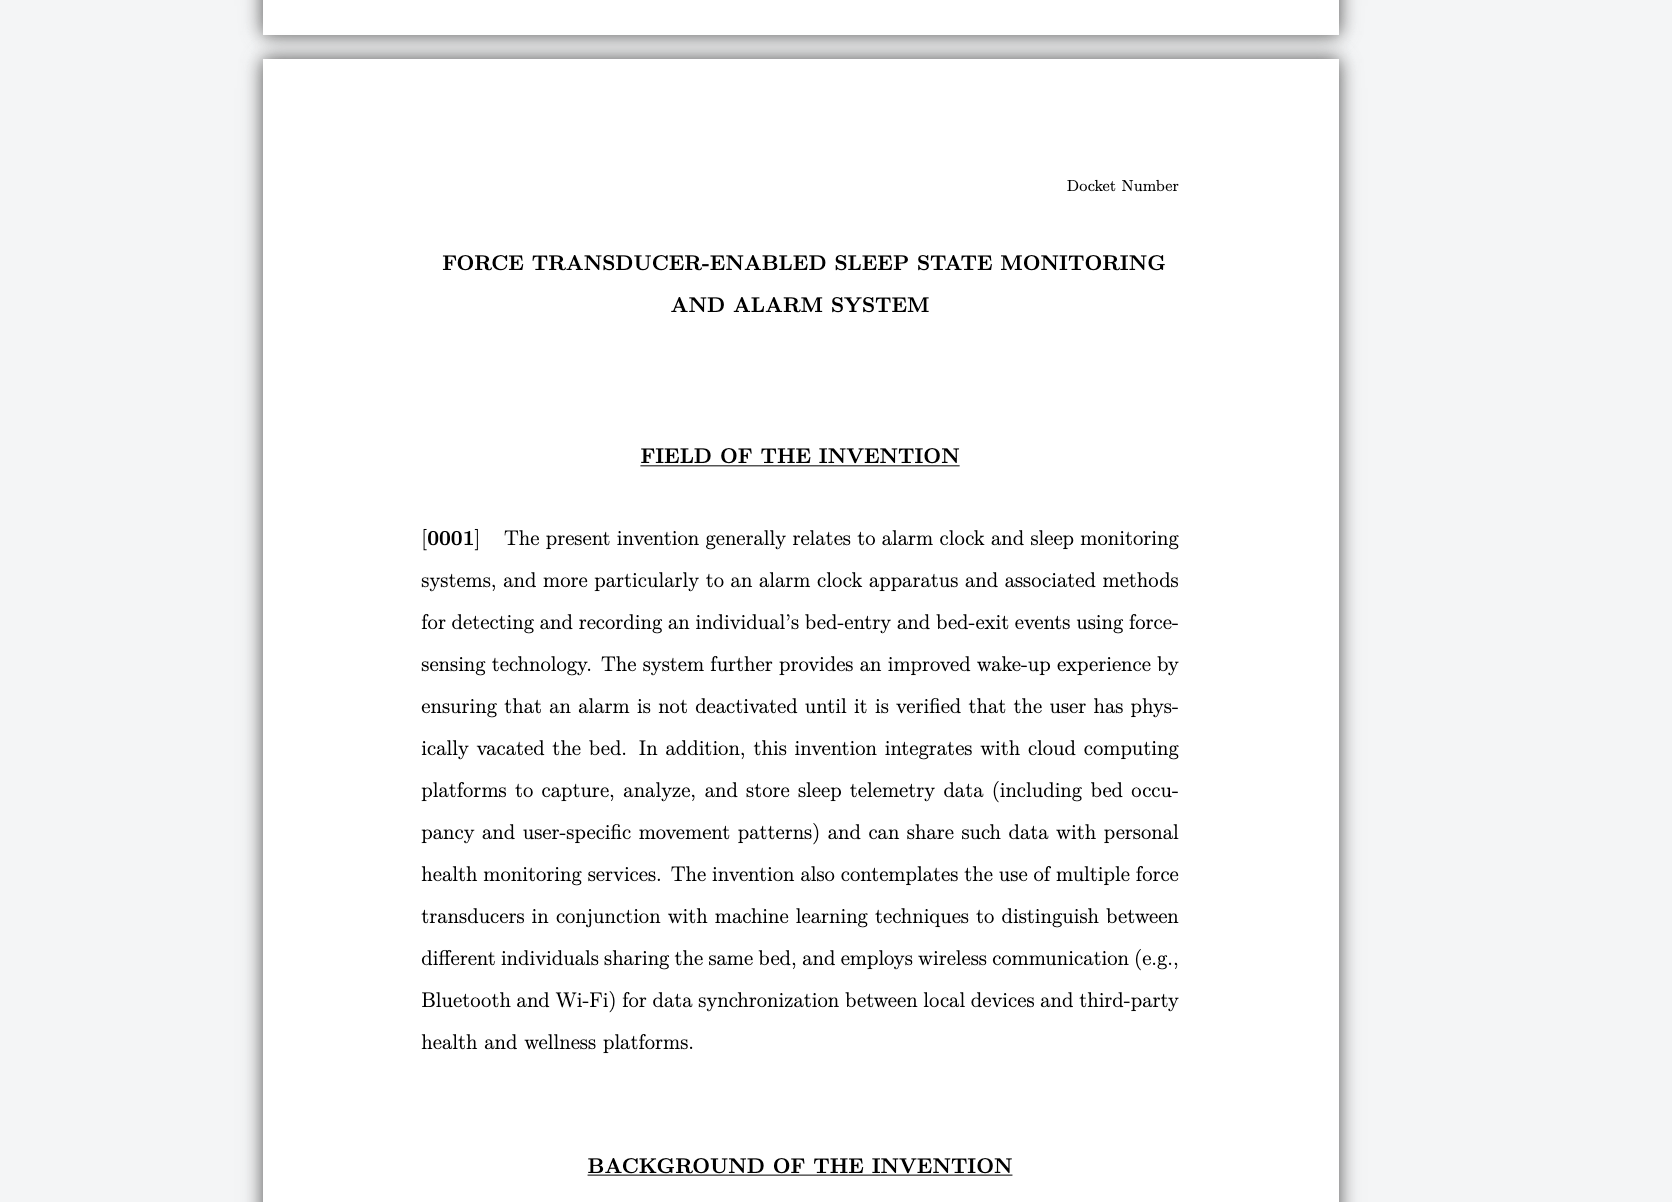 Docket Number
FORCE TRANSDUCER-ENABLED SLEEP STATE MONITORING
AND ALARM SYSTEM
FIELD OF THE INVENTION
[0001] The present invention generally relates to alarm clock and sleep monitoring
systems, and more particularly to an alarm clock apparatus and associated methods
for detecting and recording an individual's bed-entry and bed-exit events using force-
sensing technology. The system further provides an improved wake-up experience by
ensuring that an alarm is not deactivated until it is verified that the user has phys-
ically vacated the bed. In addition, this invention integrates with cloud computing
platforms to capture, analyze, and store sleep telemetry data (including bed occu-
pancy and user-specific movement patterns) and can share such data with personal
health monitoring services. The invention also contemplates the use of multiple force
transducers in conjunction with machine learning techniques to distinguish between
different individuals sharing the same bed, and employs wireless communication (e.g.,
Bluetooth and Wi-Fi) for data synchronization between local devices and third-party
health and wellness platforms.
BACKGROUND OF THE INVENTION